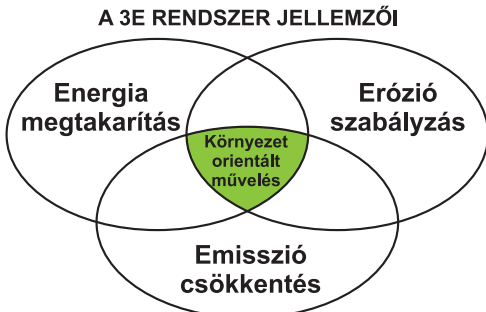 A 3E RENDSZER JELLEMZŐI
Energia
megtakarítás
Erózió
szabályzás
Környezet
orientált
művelés
Emisszió
csökkentés